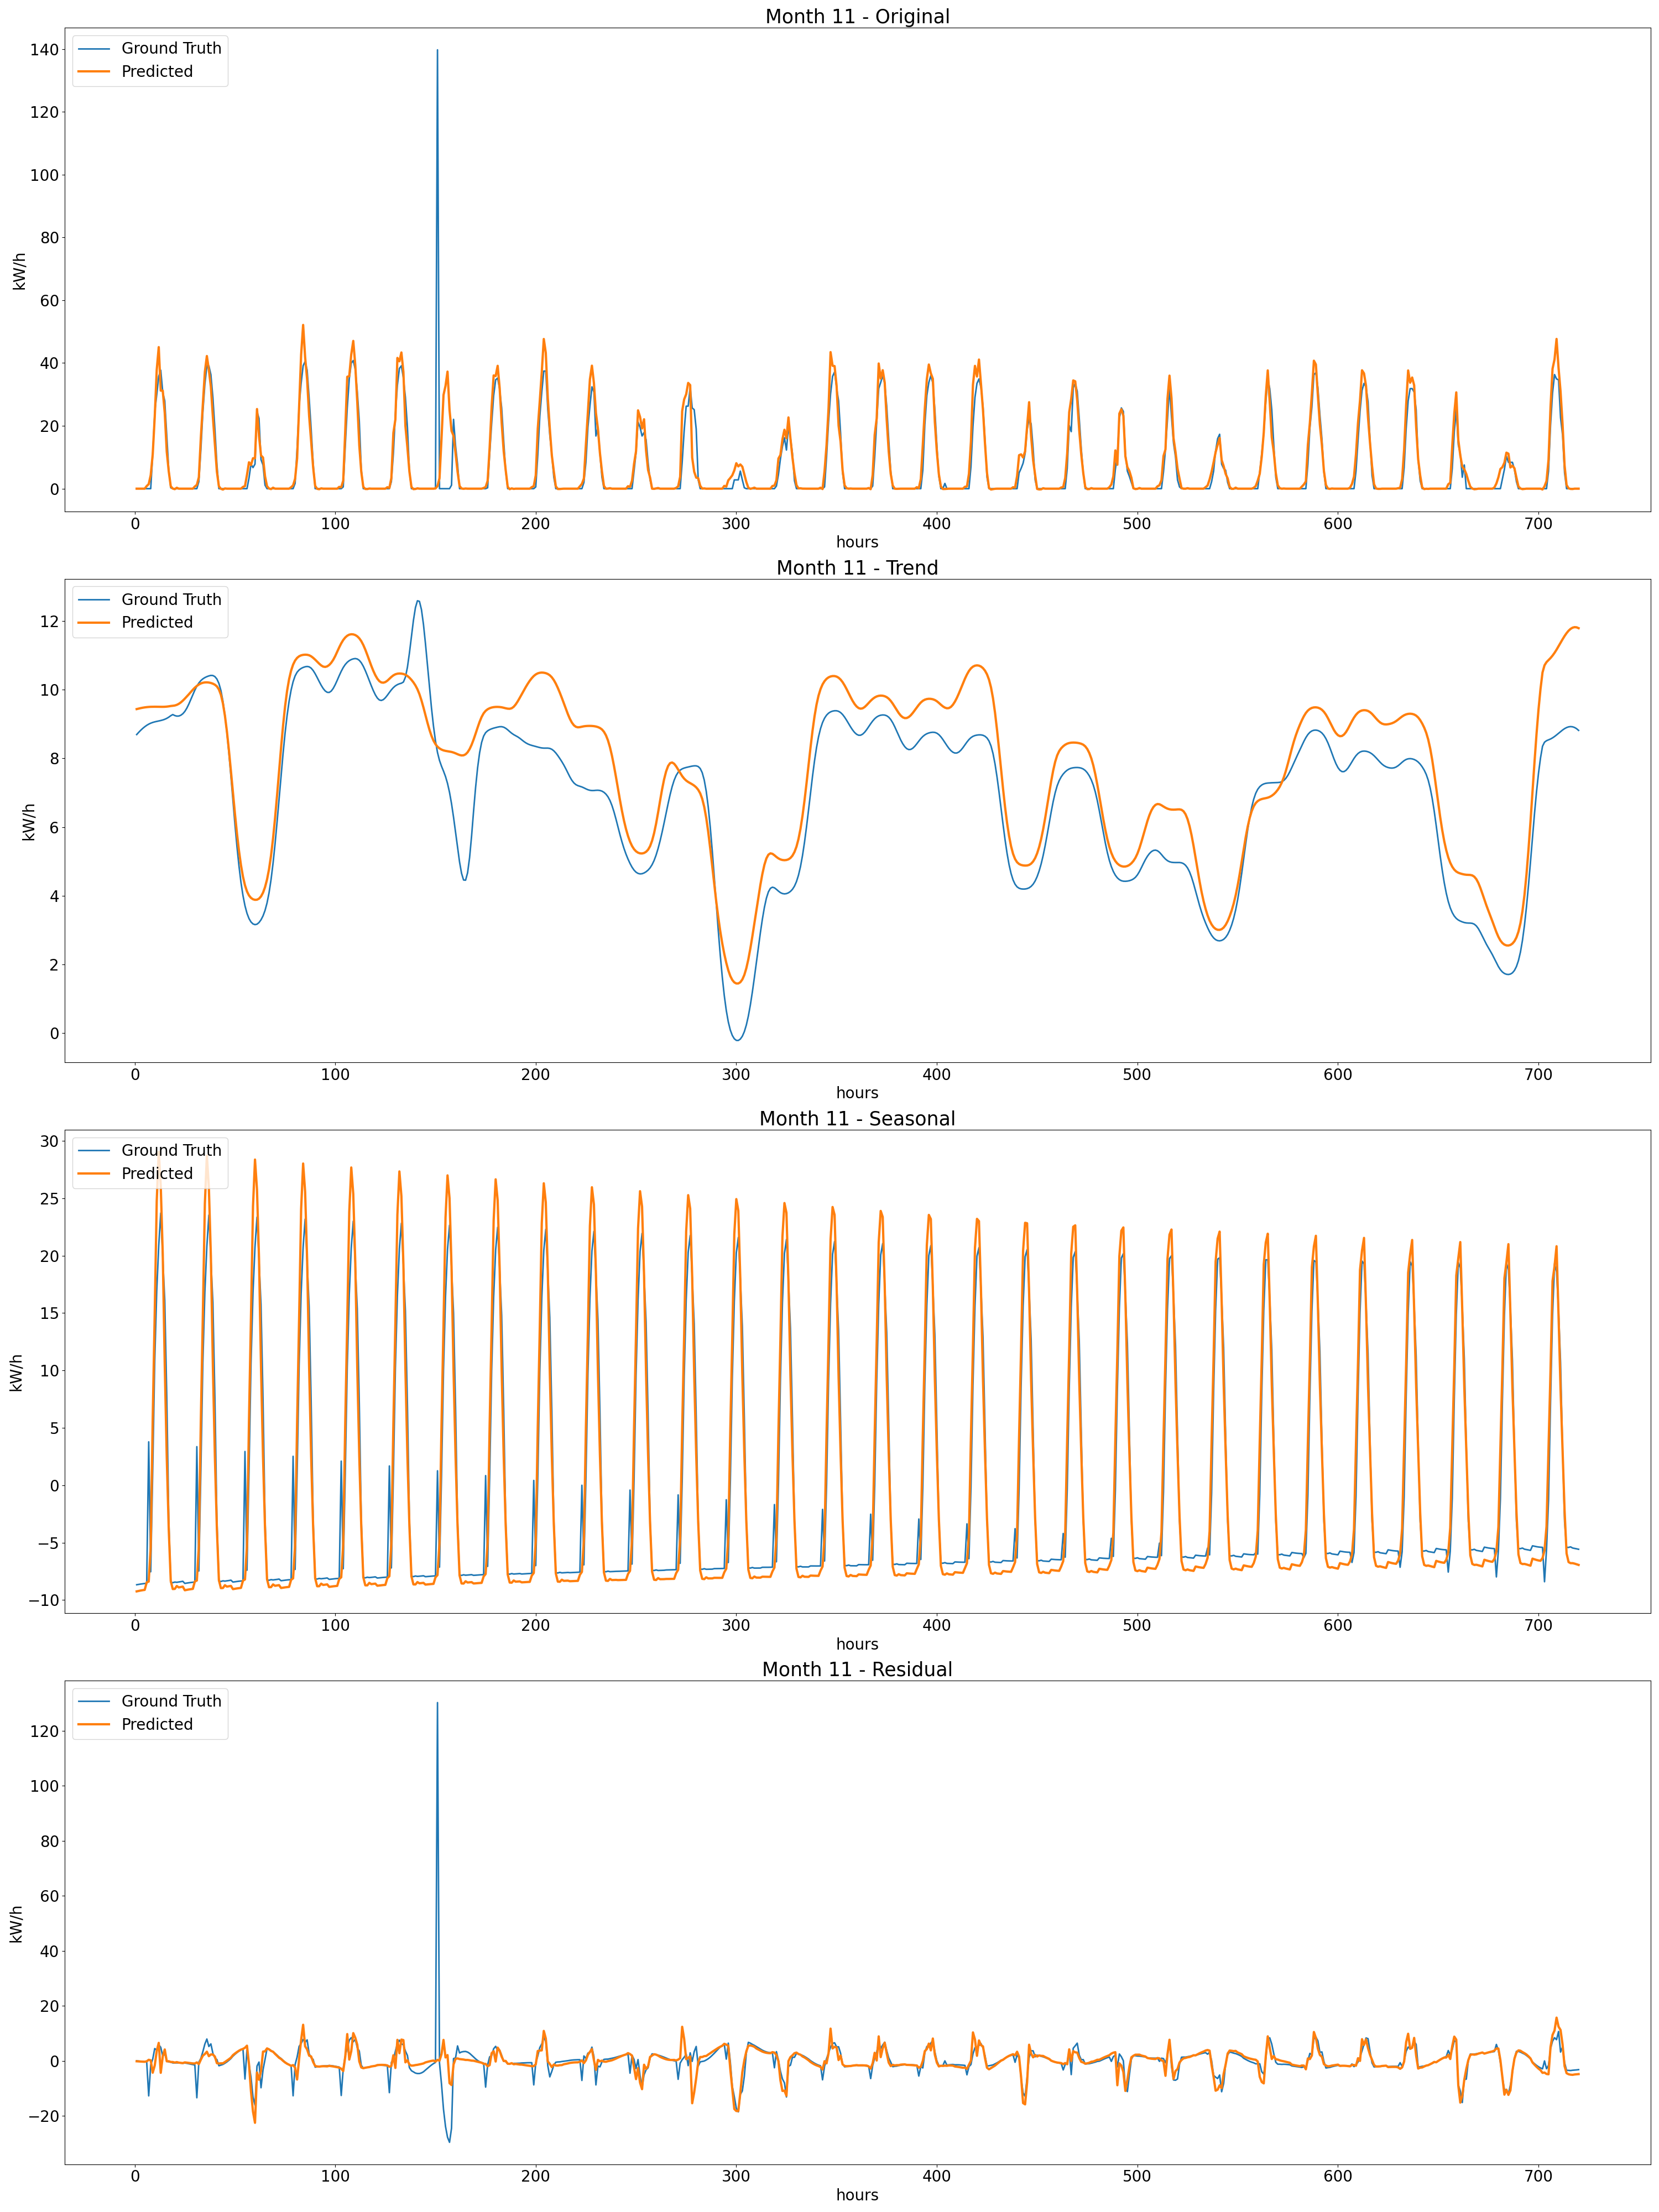 Month 11 - Original
Ground Truth
Predicted
140
120
100
80
60
40
20
0
kW/h
0 100 200 300 400 500 600 700
hours
Month 11 - Trend
Ground Truth
Predicted
12
10
8
6
4
2
0
kW/h
0 100 200 300 400 500 600 700
hours
Month 11 - Seasonal
Ground Truth
Predicted
30
25
20
15
10
5
0
−5
−10
kW/h
0 100 200 300 400 500 600 700
hours
Month 11 - Residual
Ground Truth
Predicted
120
100
80
60
40
20
0
−20
kW/h
0 100 200 300 400 500 600 700
hours